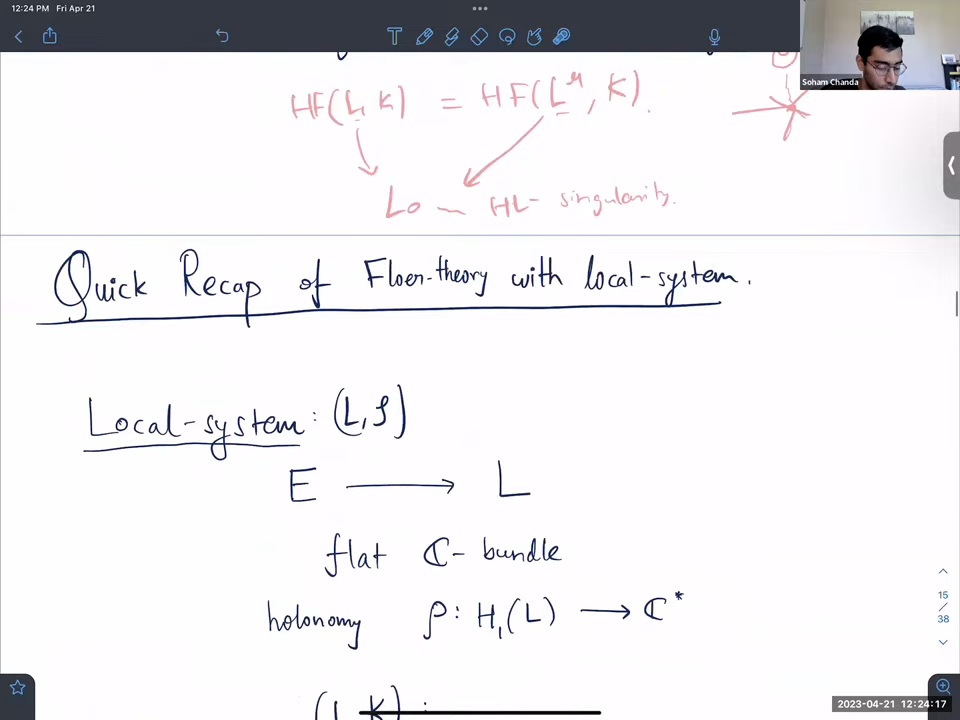 12:24 PM Fri Apr 21
Soham Chanda
HF(L, K) = HF(L^μ, K).
L₀ — HL- singularity.
Quick Recap of Floer-theory with local-system.
Local-system: (L, ρ)
E → L
flat ℂ- bundle
holonomy ρ: H₁(L) → ℂ*
15
/
38
(L, K) :
2023-04-21 12:24:17